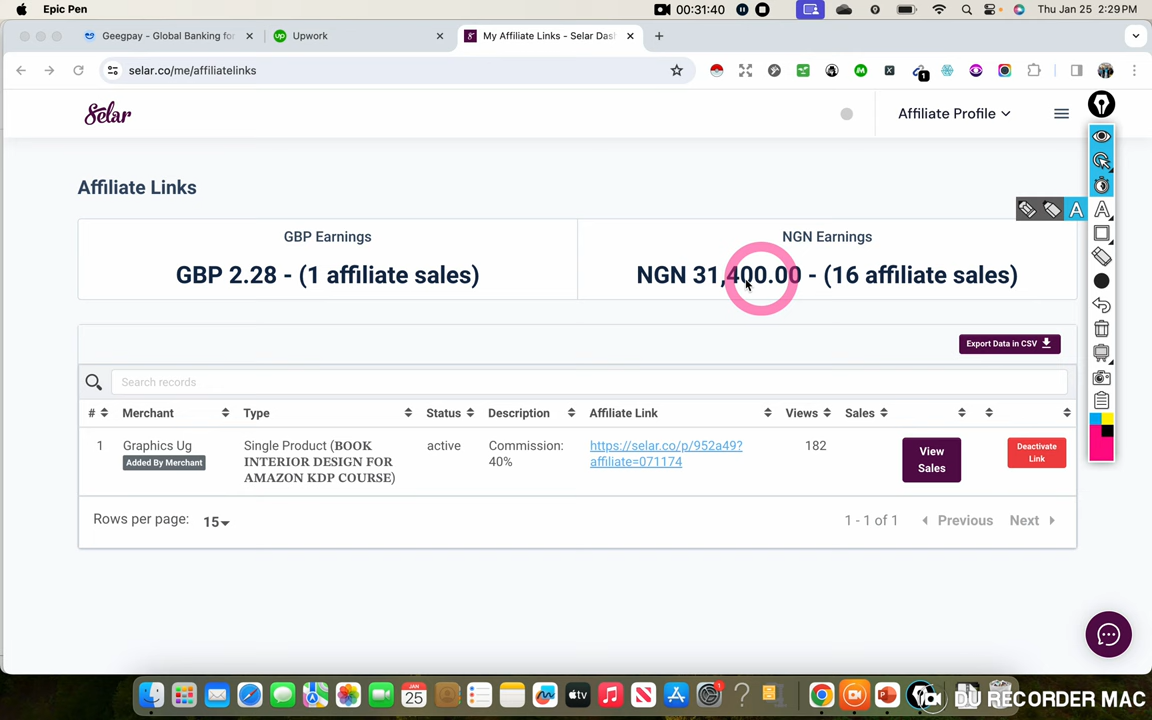 Epic Pen
00:31:40
Thu Jan 25 2:29 PM
Geegpay - Global Banking for
Upwork
My Affiliate Links - Selar Das
selar.co/me/affiliatelinks
1
Selar
Affiliate Profile
Affiliate Links
GBP Earnings
NGN Earnings
GBP 2.28 - (1 affiliate sales)
NGN 31,400.00 - (16 affiliate sales)
Export Data in CSV
Search records
# Merchant Type Status Description Affiliate Link Views Sales
1 Graphics Ug Single Product (BOOK active Commission: https://selar.co/p/952a49? 182 View Deactivate
Added By Merchant INTERIOR DESIGN FOR 40% affiliate=071174 Sales Link
AMAZON KDP COURSE)
Rows per page: 15 1 - 1 of 1 Previous Next
JAN
25
DU RECORDER MAC